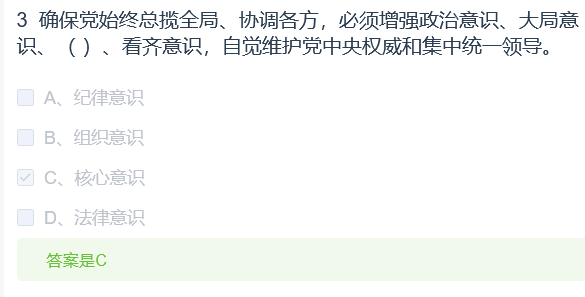 3 确保党始终总揽全局、协调各方，必须增强政治意识、大局意
识、（ ）、看齐意识，自觉维护党中央权威和集中统一领导。
A、纪律意识
B、组织意识
C、核心意识
D、法律意识
答案是C